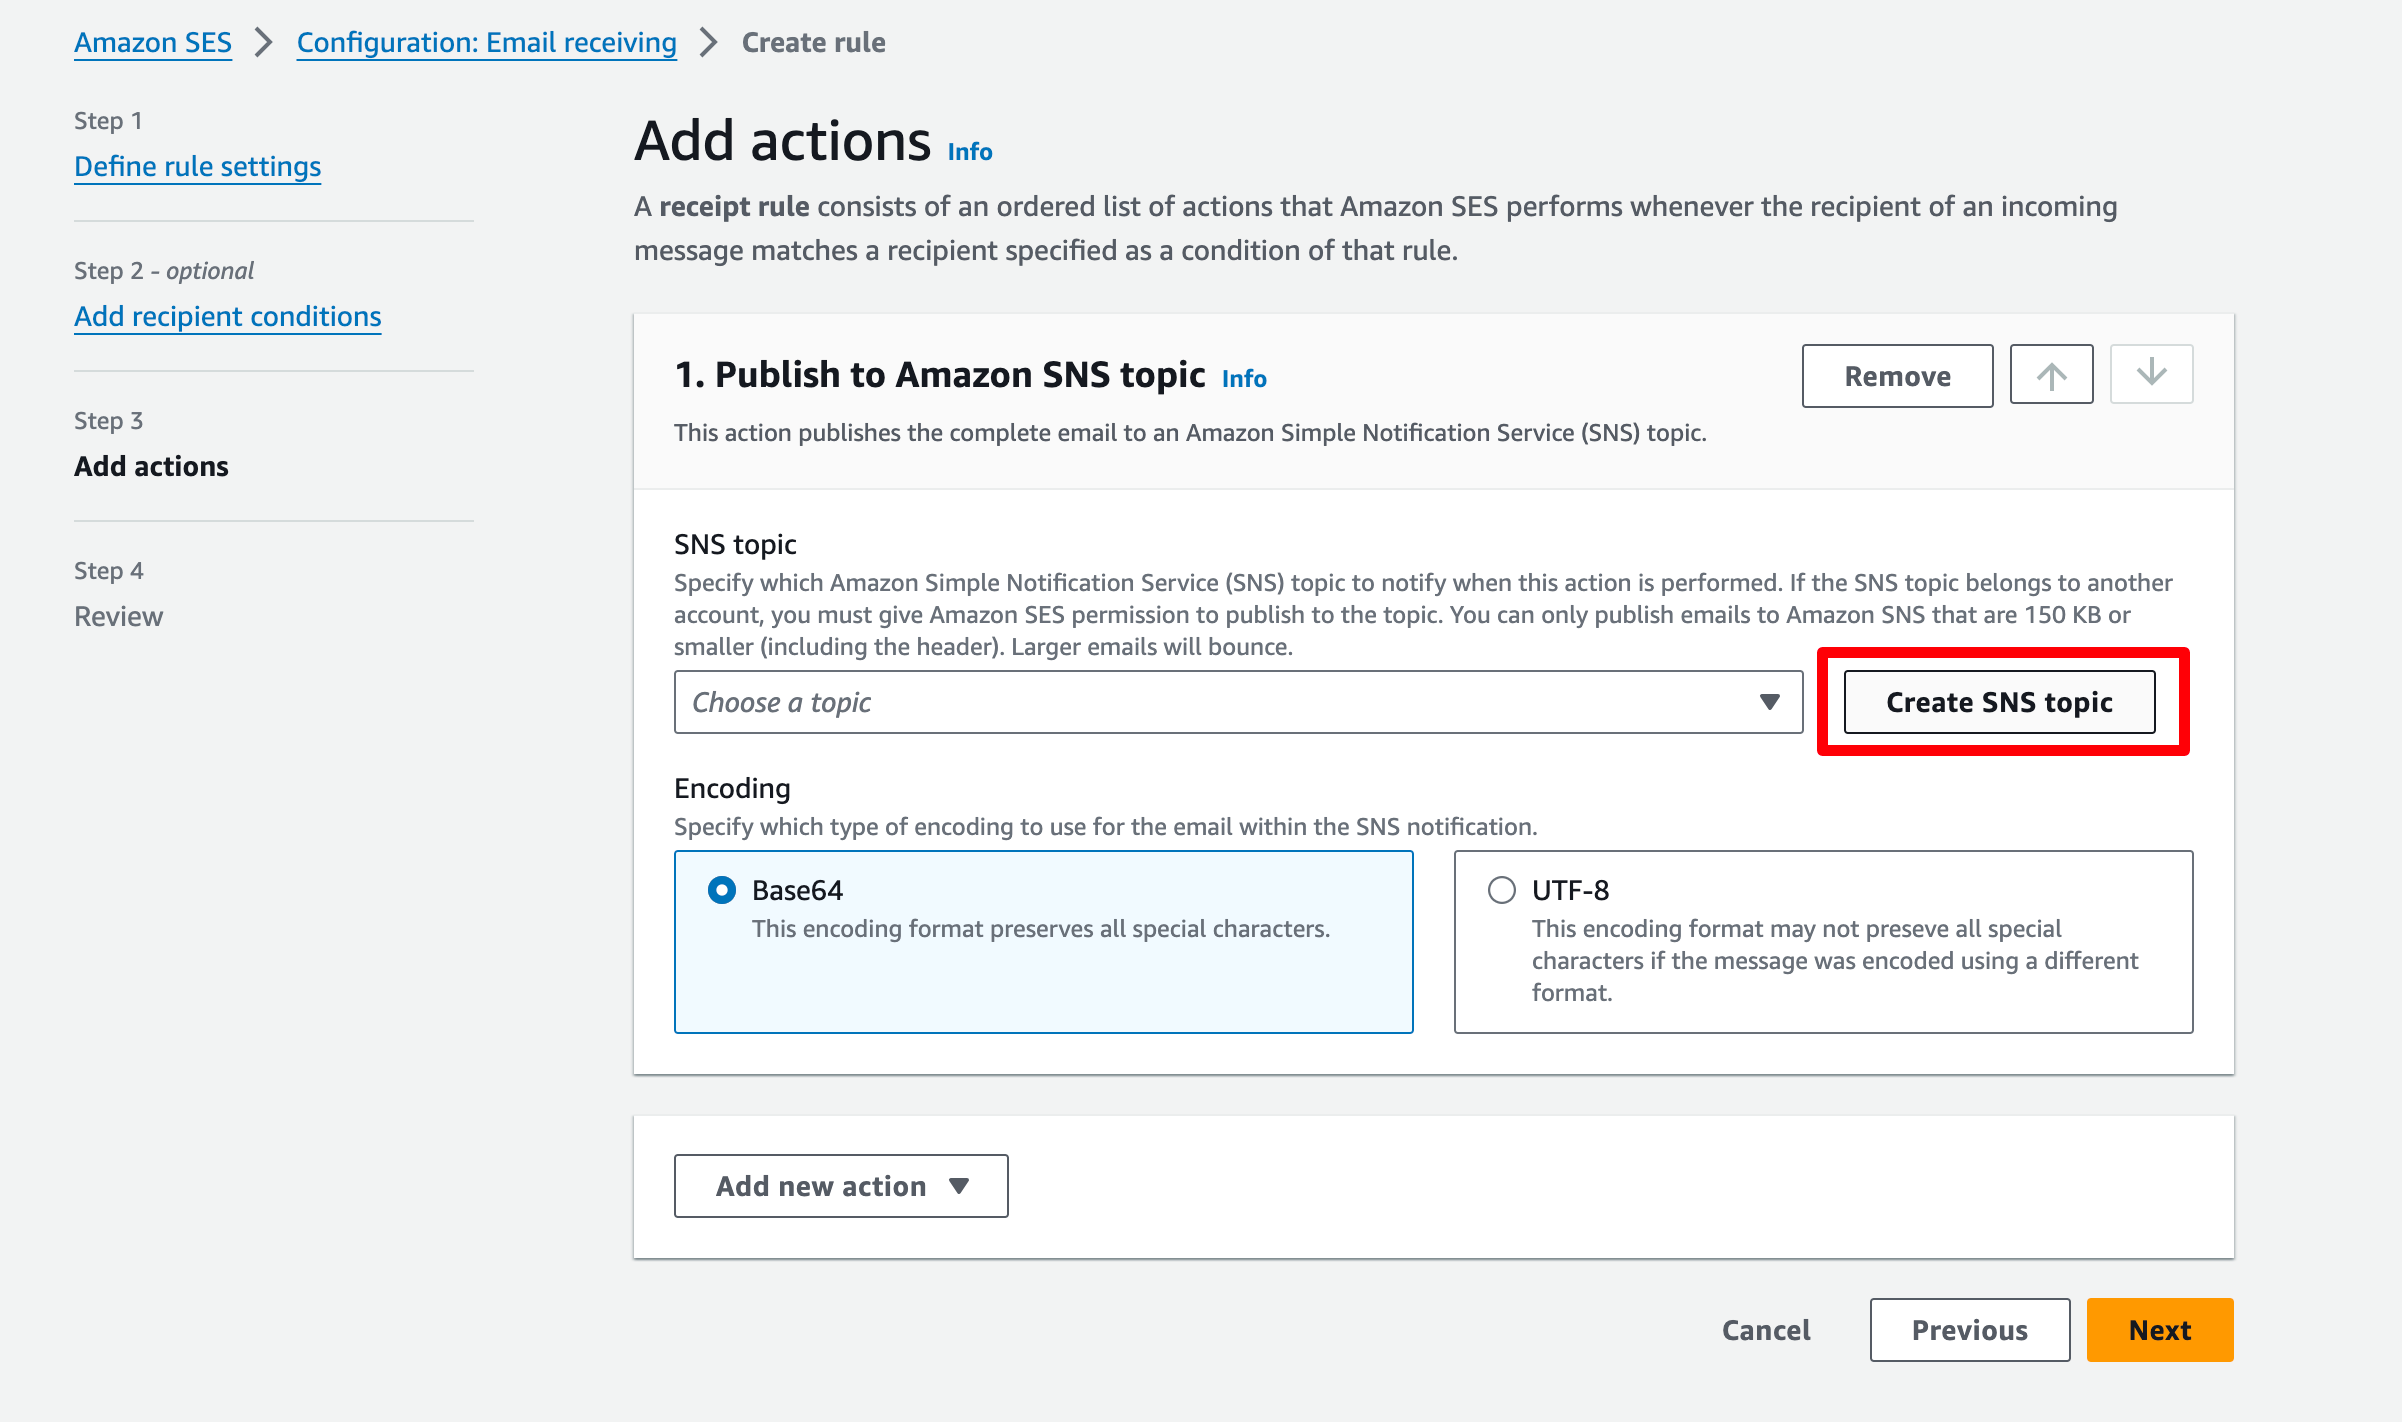 Amazon SES > Configuration: Email receiving > Create rule
Step 1
Define rule settings
Step 2 - optional
Add recipient conditions
Step 3
Add actions
Step 4
Review
Add actions Info
A receipt rule consists of an ordered list of actions that Amazon SES performs whenever the recipient of an incoming
message matches a recipient specified as a condition of that rule.
1. Publish to Amazon SNS topic Info
Remove
This action publishes the complete email to an Amazon Simple Notification Service (SNS) topic.
SNS topic
Specify which Amazon Simple Notification Service (SNS) topic to notify when this action is performed. If the SNS topic belongs to another
account, you must give Amazon SES permission to publish to the topic. You can only publish emails to Amazon SNS that are 150 KB or
smaller (including the header). Larger emails will bounce.
Choose a topic
Create SNS topic
Encoding
Specify which type of encoding to use for the email within the SNS notification.
Base64
This encoding format preserves all special characters.
UTF-8
This encoding format may not preseve all special
characters if the message was encoded using a different
format.
Add new action
Cancel
Previous
Next